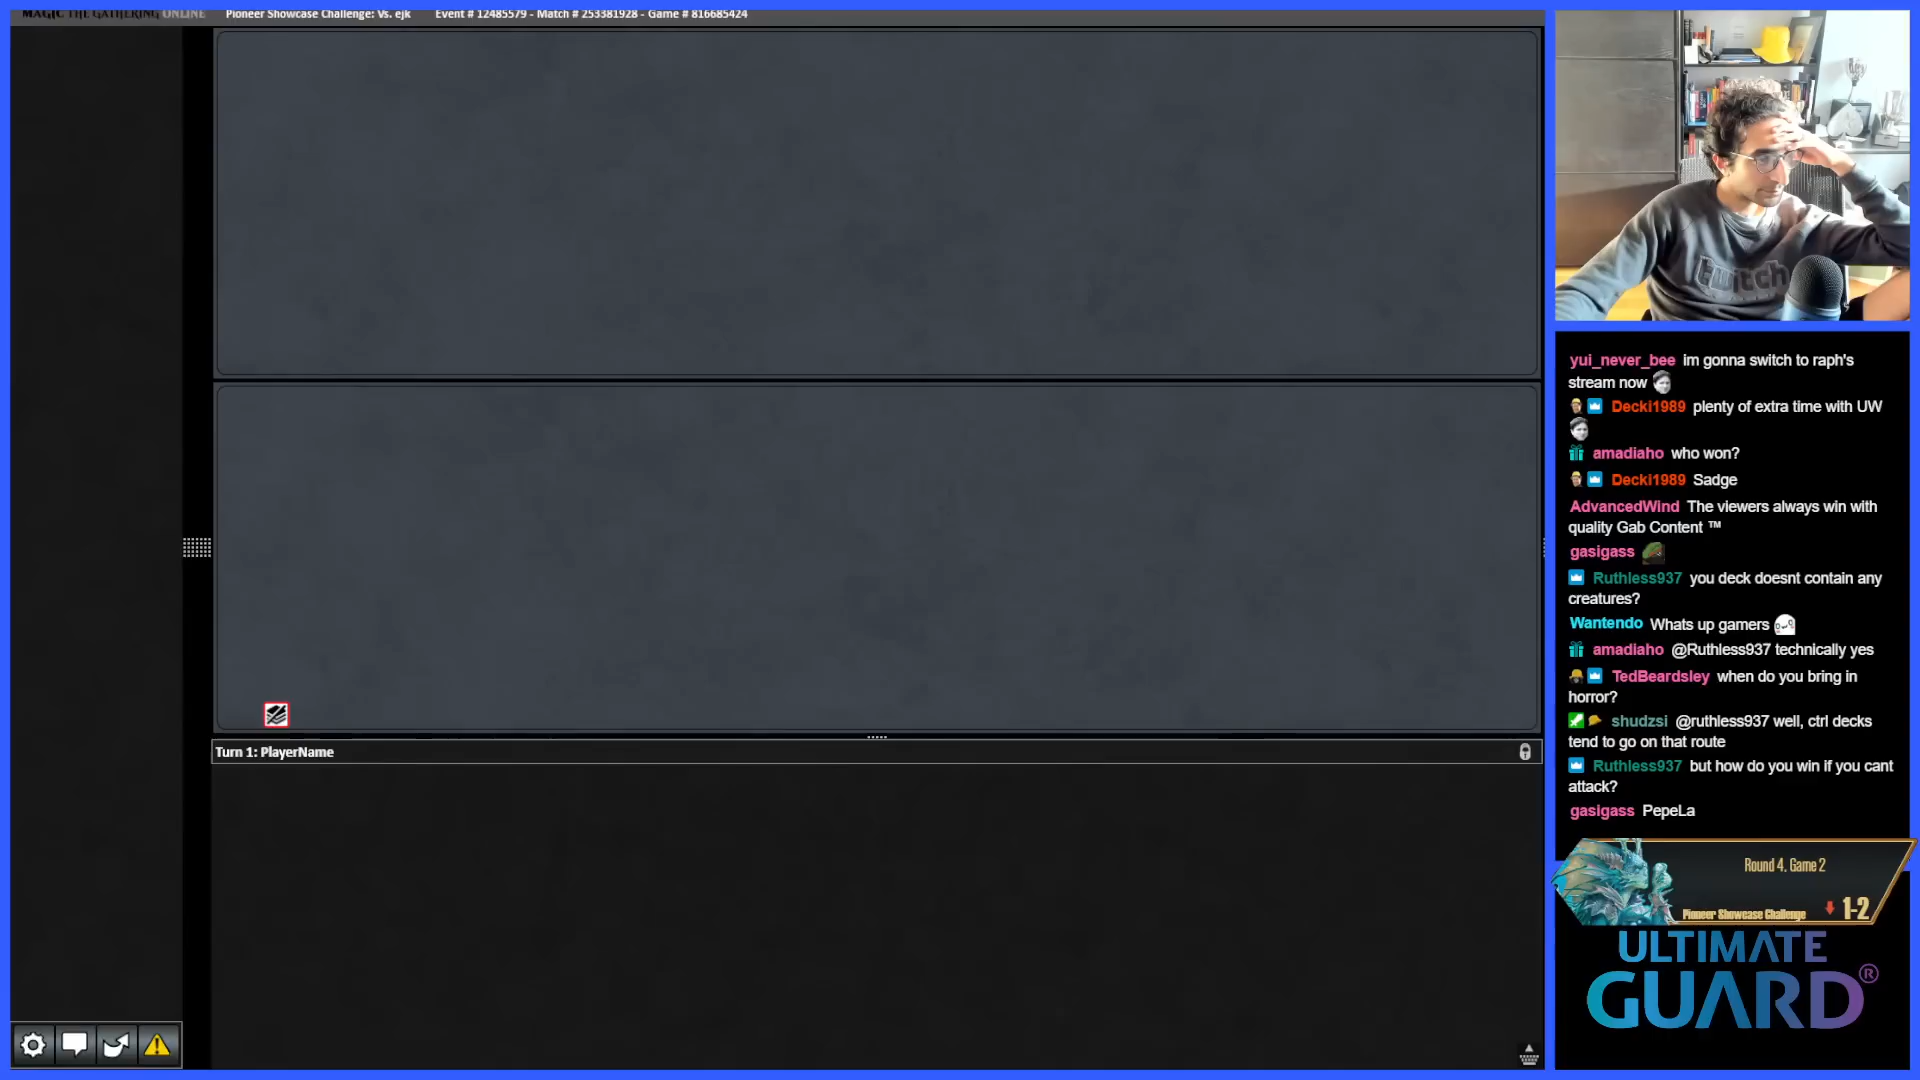 MAGIC THE GATHERING ONLINE
Pioneer Showcase Challenge: Vs. ejk
Event # 12485579 - Match # 253381928 - Game # 816685424
Turn 1: PlayerName
twitch
yui_never_bee im gonna switch to raph's
stream now
Decki1989 plenty of extra time with UW
amadiaho who won?
Decki1989 Sadge
AdvancedWind The viewers always win with
quality Gab Content ™
gasigass
Ruthless937 you deck doesnt contain any
creatures?
Wantendo Whats up gamers
amadiaho @Ruthless937 technically yes
TedBeardsley when do you bring in
horror?
shudzsi @ruthless937 well, ctrl decks
tend to go on that route
Ruthless937 but how do you win if you cant
attack?
gasigass PepeLa
Round 4, Game 2
Pioneer Showcase Challenge
1-2
ULTIMATE
GUARD®